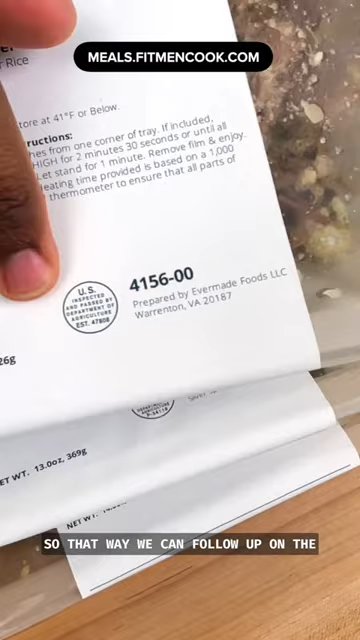 MEALS.FITMENCOOK.COM
Rice
tore at 41°F or Below.
ructions:
hes from one corner of tray. If included,
HIGH for 2 minutes 30 seconds or until all
Let stand for 1 minute. Remove film & enjoy.
eating time provided is based on a 1,000
thermometer to ensure that all parts of
U.S.
INSPECTED
AND PASSED BY
DEPARTMENT OF
AGRICULTURE
EST. 47808
4156-00
Prepared by Evermade Foods LLC
Warrenton, VA 20187
26g
DEPARTMENT OF
AGRICULTURE
ET WT. 13.0oz, 369g
NET WT.
SO THAT WAY WE CAN FOLLOW UP ON THE